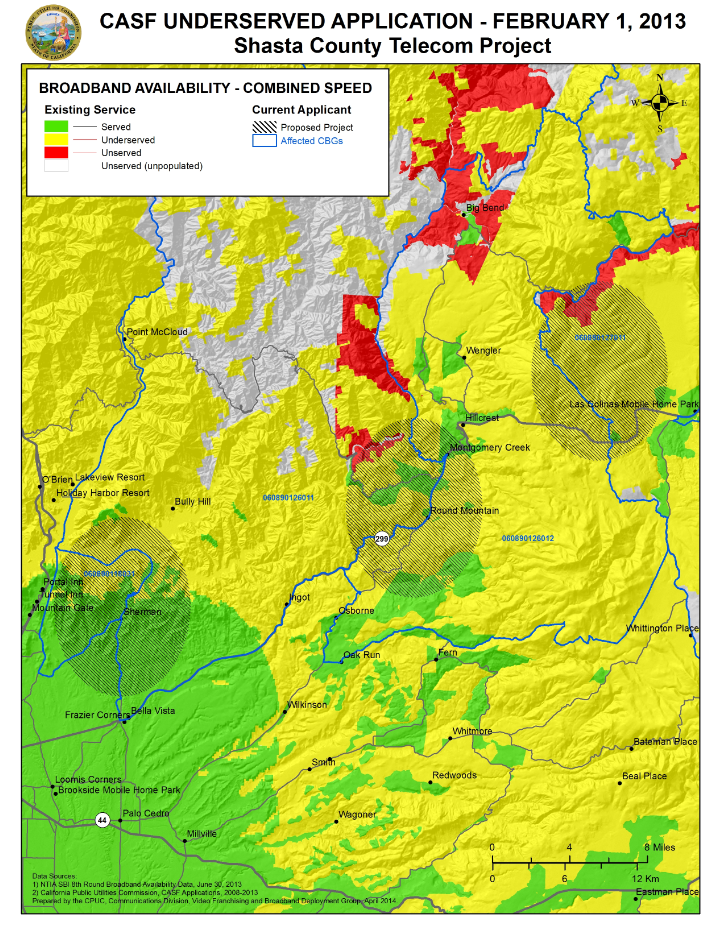 CASF UNDERSERVED APPLICATION - FEBRUARY 1, 2013
Shasta County Telecom Project
BROADBAND AVAILABILITY - COMBINED SPEED
Existing Service
Served
Underserved
Unserved
Unserved (unpopulated)
Current Applicant
Proposed Project
Affected CBGs
N
W E
S
Big Bend
Point McCloud
Wengler
Las Golinas Mobile Home Park
Hillcrest
Montgomery Creek
O'Brien
Lakeview Resort
Holiday Harbor Resort
Bully Hill
060890126011
Round Mountain
299
060890126012
Portal Inn
Tunnel Inn
Mountain Gate
Sherman
Ingot
Osborne
Whittington Place
Oak Run
Fern
Wilkinson
Frazier Corners
Bella Vista
Whitmore
Bateman Place
Smith
Redwoods
Beal Place
Loomis Corners
Brookside Mobile Home Park
44
Palo Cedro
Wagoner
Millville
0 4 8 Miles
0 6 12 Km
Eastman Place
Data Sources:
1) NTIA SBI 8th Round Broadband Availability Data, June 30, 2013
2) California Public Utilities Commission, CASF Applications, 2008-2013
Prepared by the CPUC, Communications Division, Video Franchising and Broadband Deployment Group, April 2014